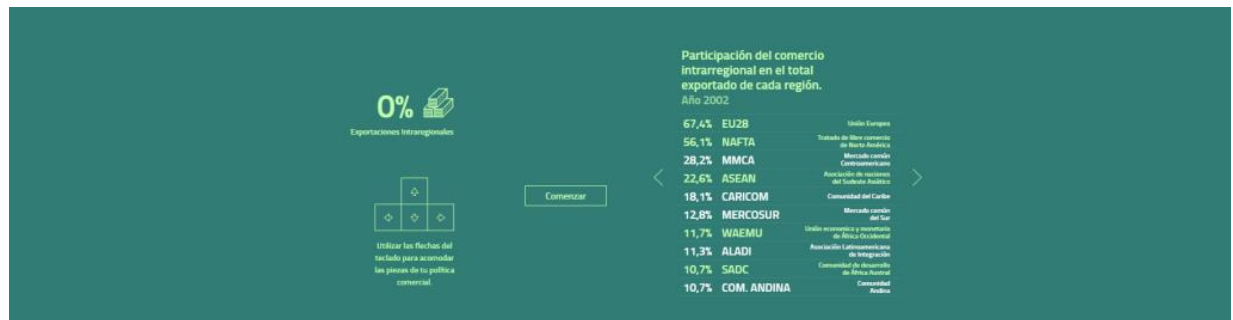 0%
Exportaciones Intraregionales
Utilizar las flechas del
teclado para acomodar
las piezas de tu política
comercial
Comenzar
Participación del comercio
intrarregional en el total
exportado de cada región.
Año 2002
67,4% EU28 Unión Europea
56,1% NAFTA Tratado de libre comercio
de Norte América
28,2% MMCA Mercado común
Centroamericano
22,6% ASEAN Asociación de naciones
del Sudeste Asiático
18,1% CARICOM Comunidad del Caribe
12,8% MERCOSUR Mercado común
del Sur
11,7% WAEMU Unión economica y monetaria
de África Occidental
11,3% ALADI Asociación Latinoamericana
de Integración
10,7% SADC Comunidad de desarrollo
de África Austral
10,7% COM. ANDINA Comunidad
Andina